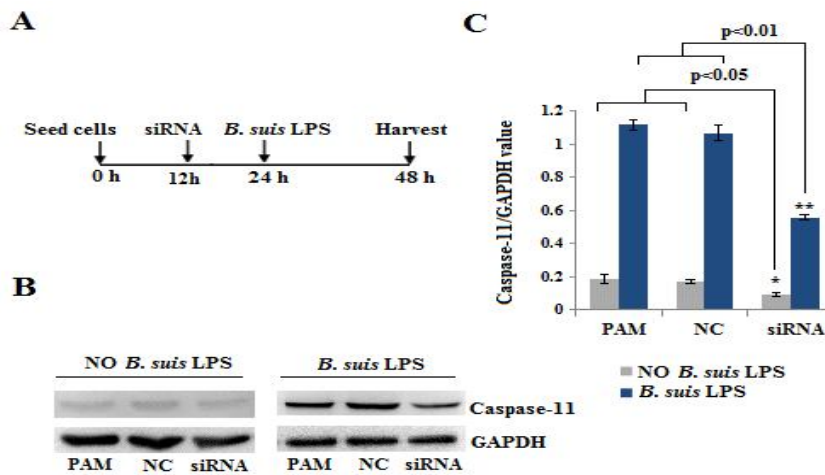 A
Seed cells siRNA B. suis LPS Harvest
0 h 12h 24 h 48 h
B
NO B. suis LPS B. suis LPS
Caspase-11
GAPDH
PAM NC siRNA PAM NC siRNA
C
p<0.01
p<0.05
Caspase-11/GAPDH value
1.2
1
0.8
0.6
0.4
0.2
0
**
*
PAM NC siRNA
NO B. suis LPS
B. suis LPS